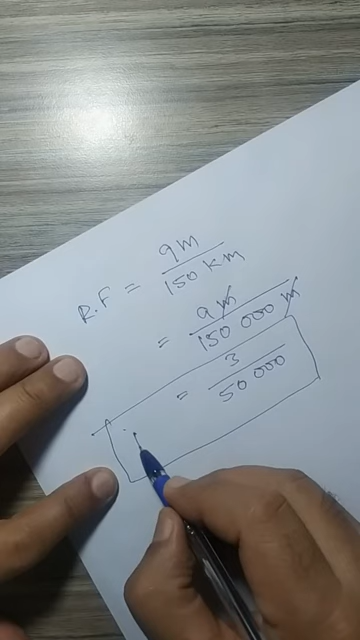 R.F = 9m / 150 km
= 9m / 150 000 m
= 3 / 50 000